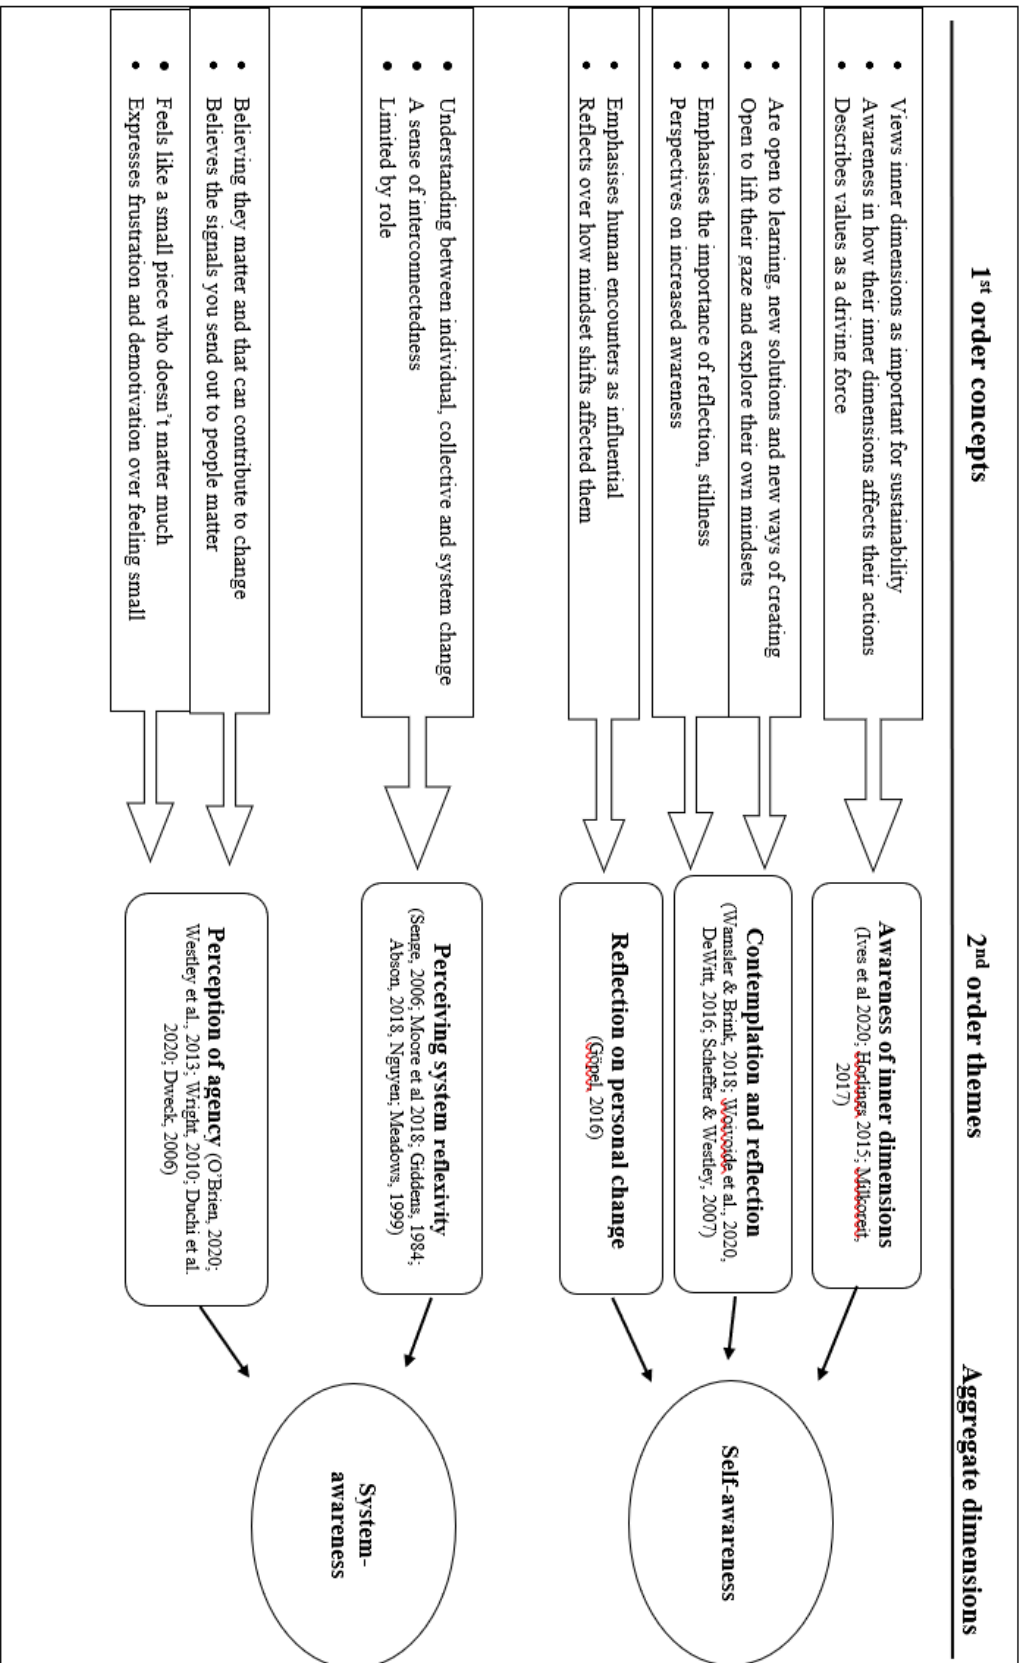 1st order concepts
2nd order themes
Aggregate dimensions
• Views inner dimensions as important for sustainability
• Awareness in how their inner dimensions affects their actions
• Describes values as a driving force
• Are open to learning, new solutions and new ways of creating
• Open to lift their gaze and explore their own mindsets
• Emphasises the importance of reflection, stillness
• Perspectives on increased awareness
• Emphasises human encounters as influential
• Reflects over how mindset shifts affected them
• Understanding between individual, collective and system change
• A sense of interconnectedness
• Limited by role
• Believing they matter and that can contribute to change
• Believes the signals you send out to people matter
• Feels like a small piece who doesn't matter much
• Expresses frustration and demotivation over feeling small
Awareness of inner dimensions
(Ives et al 2020; Horlings 2015; Milkoreit,
2017)
Contemplation and reflection
(Wamsler & Brink, 2018; Woiwode et al., 2020,
DeWitt, 2016; Scheffer & Westley, 2007)
Reflection on personal change
(Göpel, 2016)
Perceiving system reflexivity
(Senge, 2006; Moore et al 2018; Giddens, 1984;
Abson, 2018, Nguyen; Meadows, 1999)
Perception of agency (O'Brien, 2020;
Westley et al., 2013; Wright, 2010; Duchi et al.
2020; Dweck, 2006)
Self-awareness
System-
awareness